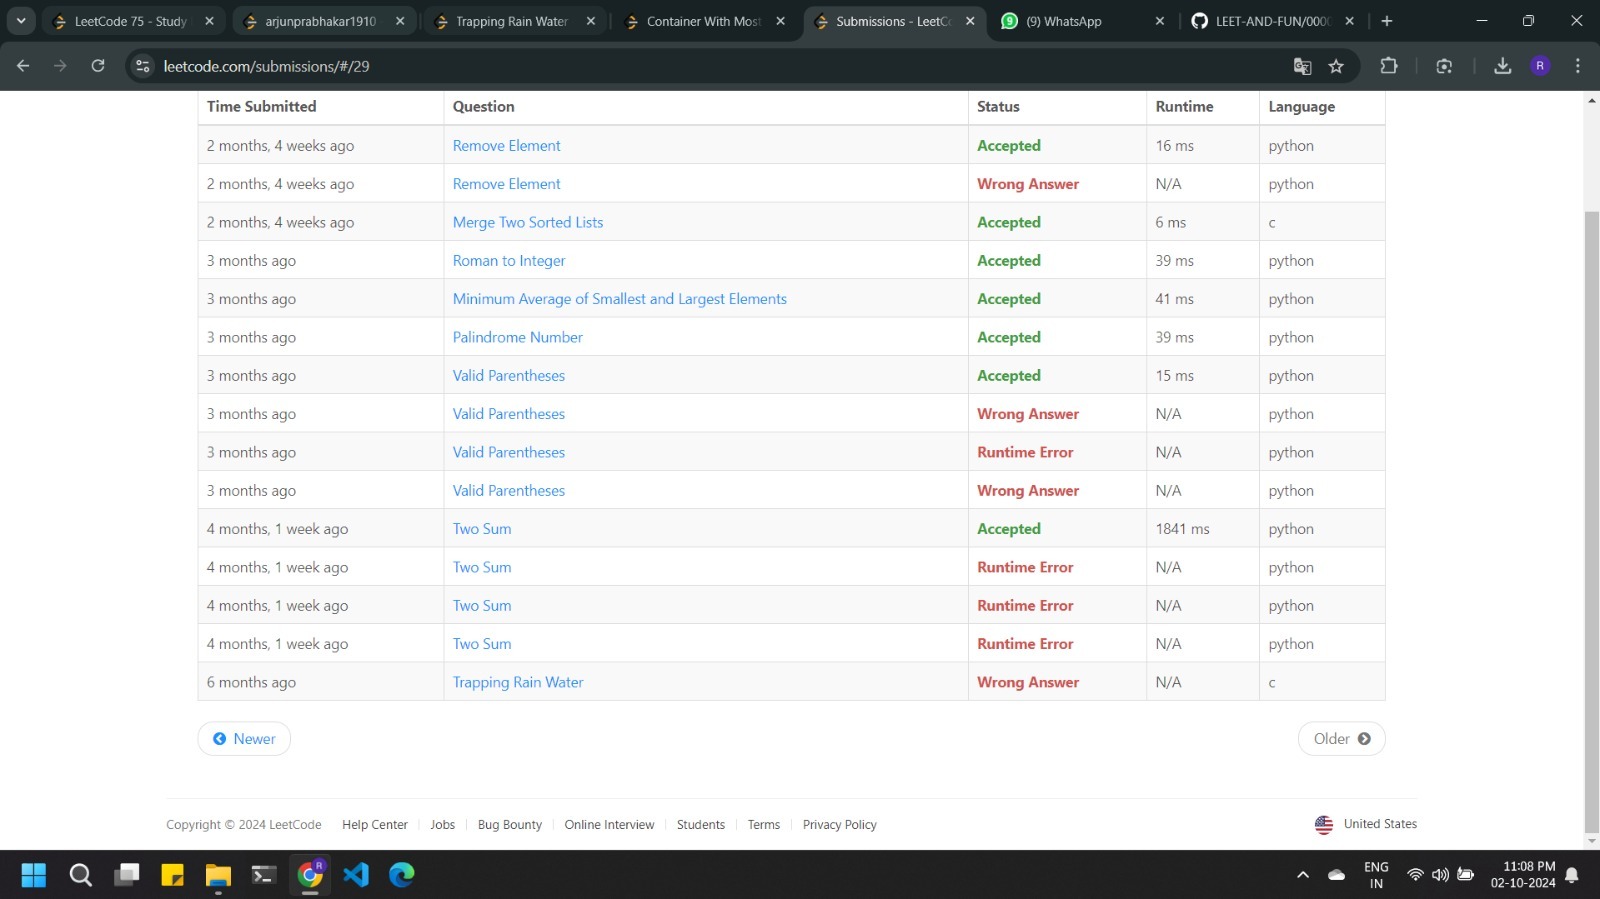 LeetCode 75 - Study
arjunprabhakar1910
Trapping Rain Water
Container With Most
Submissions - LeetCo
(9) WhatsApp
LEET-AND-FUN/0000
leetcode.com/submissions/#/29
R
Time Submitted Question Status Runtime Language
2 months, 4 weeks ago Remove Element Accepted 16 ms python
2 months, 4 weeks ago Remove Element Wrong Answer N/A python
2 months, 4 weeks ago Merge Two Sorted Lists Accepted 6 ms c
3 months ago Roman to Integer Accepted 39 ms python
3 months ago Minimum Average of Smallest and Largest Elements Accepted 41 ms python
3 months ago Palindrome Number Accepted 39 ms python
3 months ago Valid Parentheses Accepted 15 ms python
3 months ago Valid Parentheses Wrong Answer N/A python
3 months ago Valid Parentheses Runtime Error N/A python
3 months ago Valid Parentheses Wrong Answer N/A python
4 months, 1 week ago Two Sum Accepted 1841 ms python
4 months, 1 week ago Two Sum Runtime Error N/A python
4 months, 1 week ago Two Sum Runtime Error N/A python
4 months, 1 week ago Two Sum Runtime Error N/A python
6 months ago Trapping Rain Water Wrong Answer N/A c
Newer Older
Copyright © 2024 LeetCode Help Center Jobs Bug Bounty Online Interview Students Terms Privacy Policy United States
ENG
IN
11:08 PM
02-10-2024